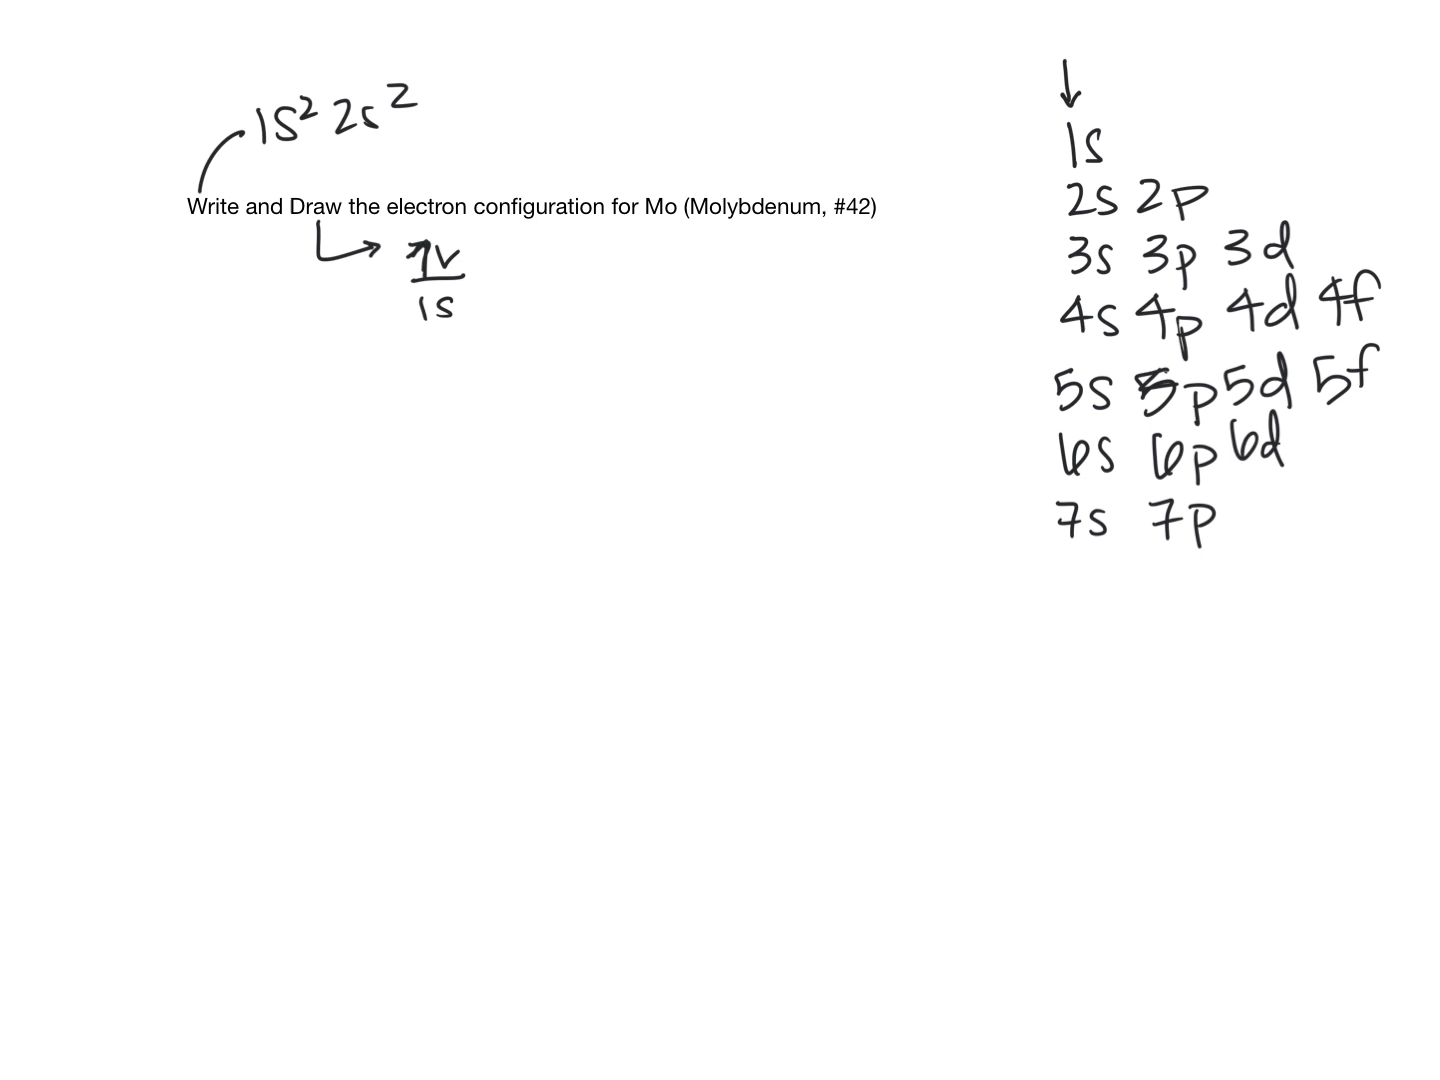 1s² 2s²
Write and Draw the electron configuration for Mo (Molybdenum, #42)
↑↓
1s
1s
2s 2p
3s 3p 3d
4s 4p 4d 4f
5s 5p 5d 5f
6s 6p 6d
7s 7p